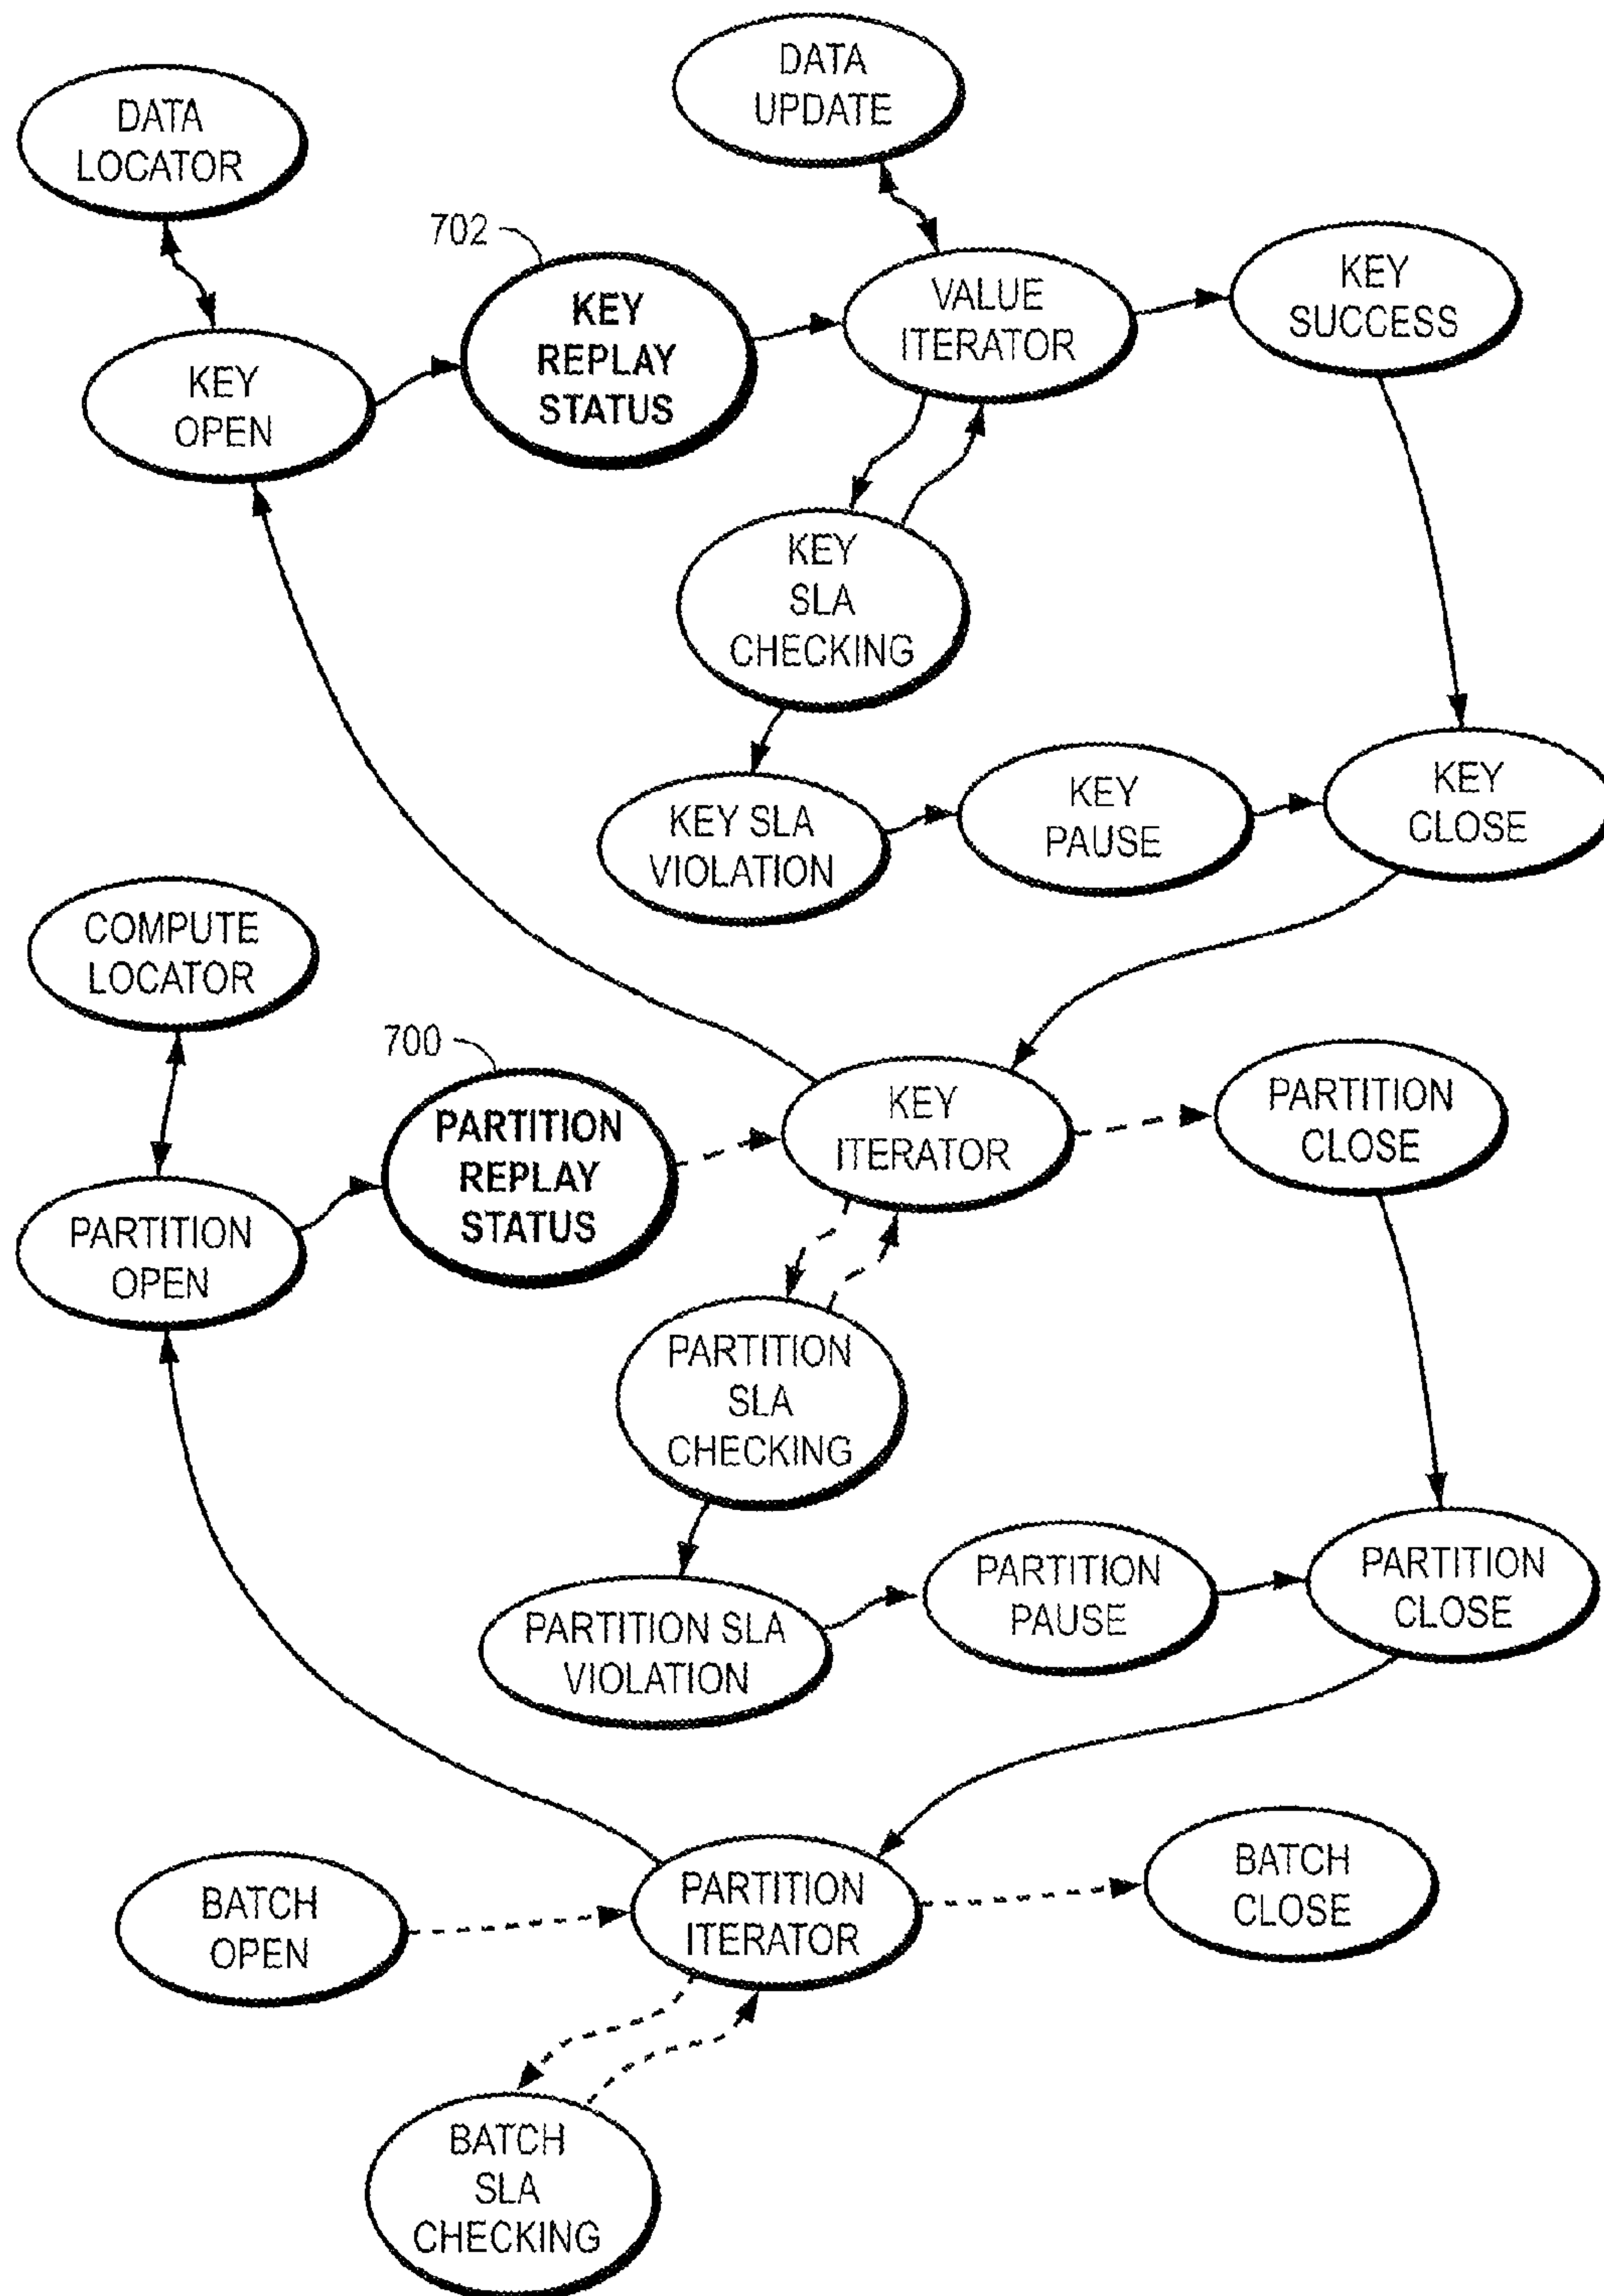 DATA
UPDATE
DATA
LOCATOR
702
KEY
REPLAY
STATUS
VALUE
ITERATOR
KEY
SUCCESS
KEY
OPEN
KEY
SLA
CHECKING
KEY SLA
VIOLATION
KEY
PAUSE
KEY
CLOSE
COMPUTE
LOCATOR
700
PARTITION
REPLAY
STATUS
KEY
ITERATOR
PARTITION
CLOSE
PARTITION
OPEN
PARTITION
SLA
CHECKING
PARTITION SLA
VIOLATION
PARTITION
PAUSE
PARTITION
CLOSE
BATCH
OPEN
PARTITION
ITERATOR
BATCH
CLOSE
BATCH
SLA
CHECKING